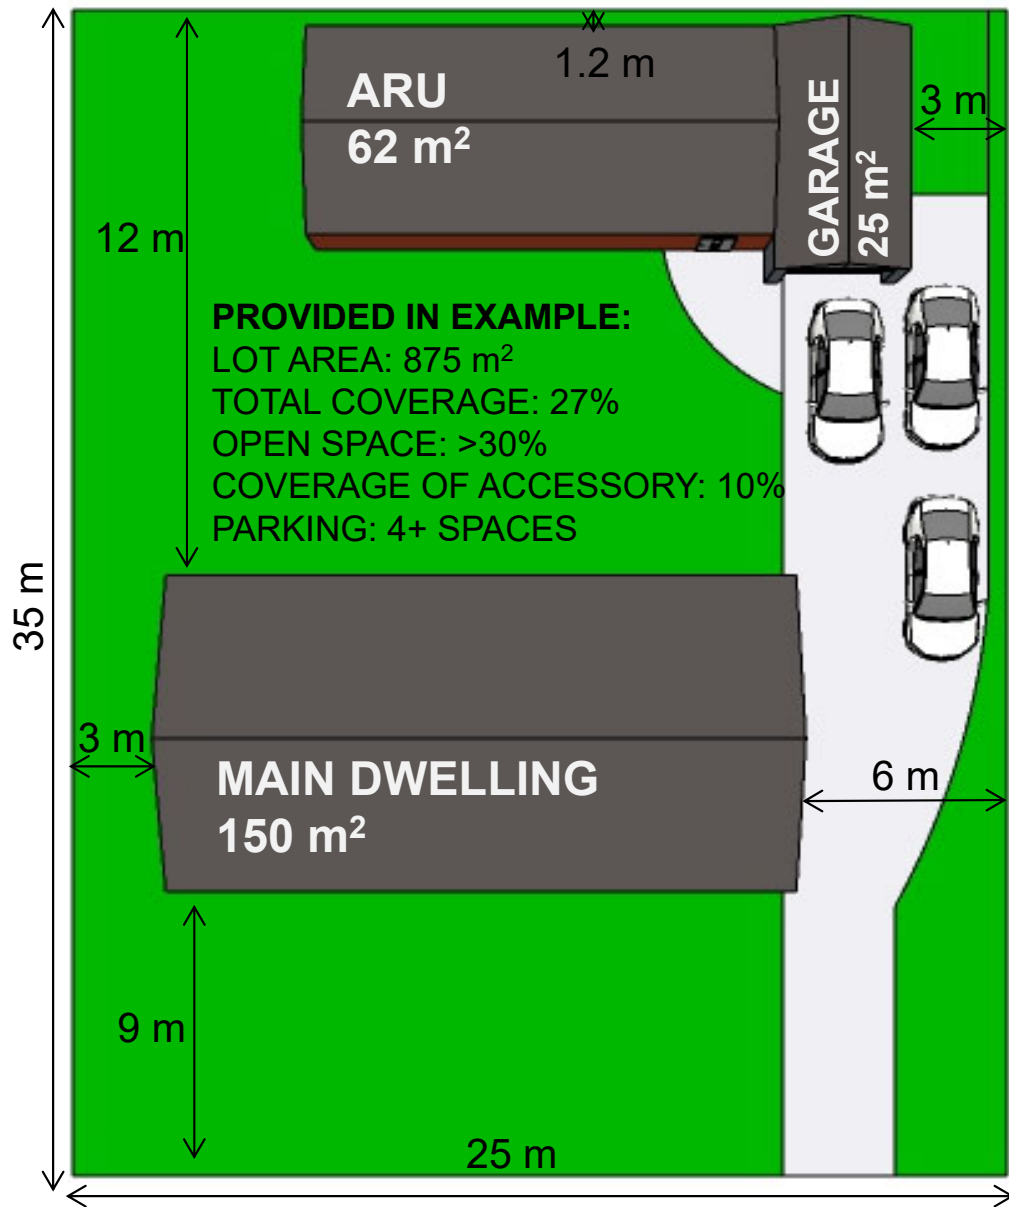 1.2 m
ARU
62 m²
GARAGE
25 m²
3 m
12 m
PROVIDED IN EXAMPLE:
LOT AREA: 875 m²
TOTAL COVERAGE: 27%
OPEN SPACE: >30%
COVERAGE OF ACCESSORY: 10%
PARKING: 4+ SPACES
35 m
3 m
MAIN DWELLING
150 m²
6 m
9 m
25 m